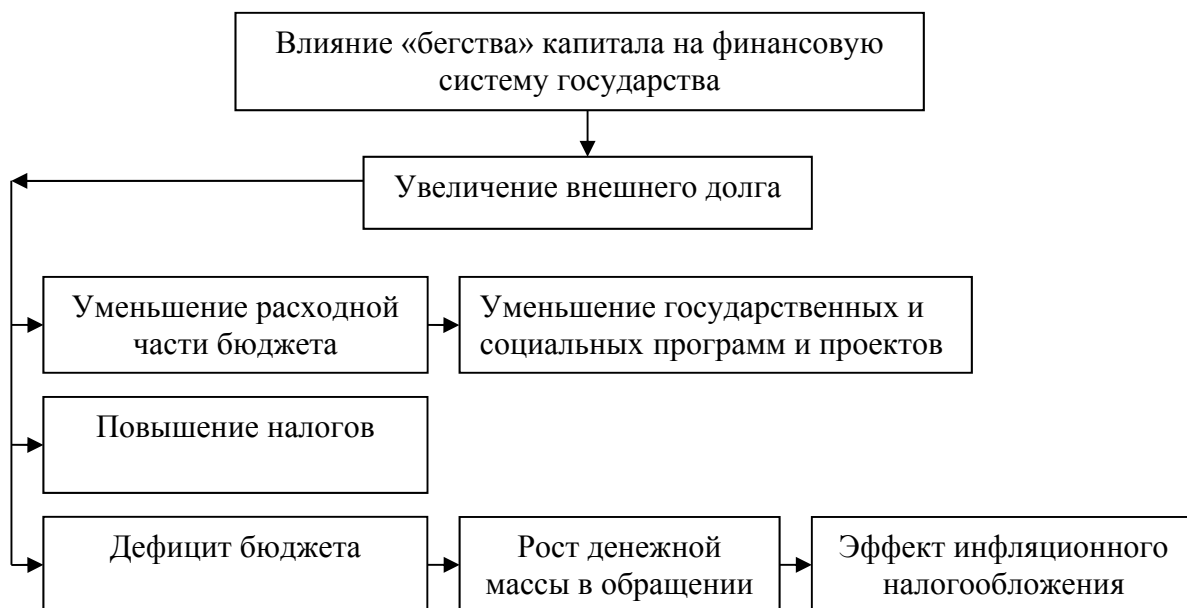 Влияние «бегства» капитала на финансовую
систему государства
Увеличение внешнего долга
Уменьшение расходной
части бюджета
Уменьшение государственных и
социальных программ и проектов
Повышение налогов
Дефицит бюджета
Рост денежной
массы в обращении
Эффект инфляционного
налогообложения